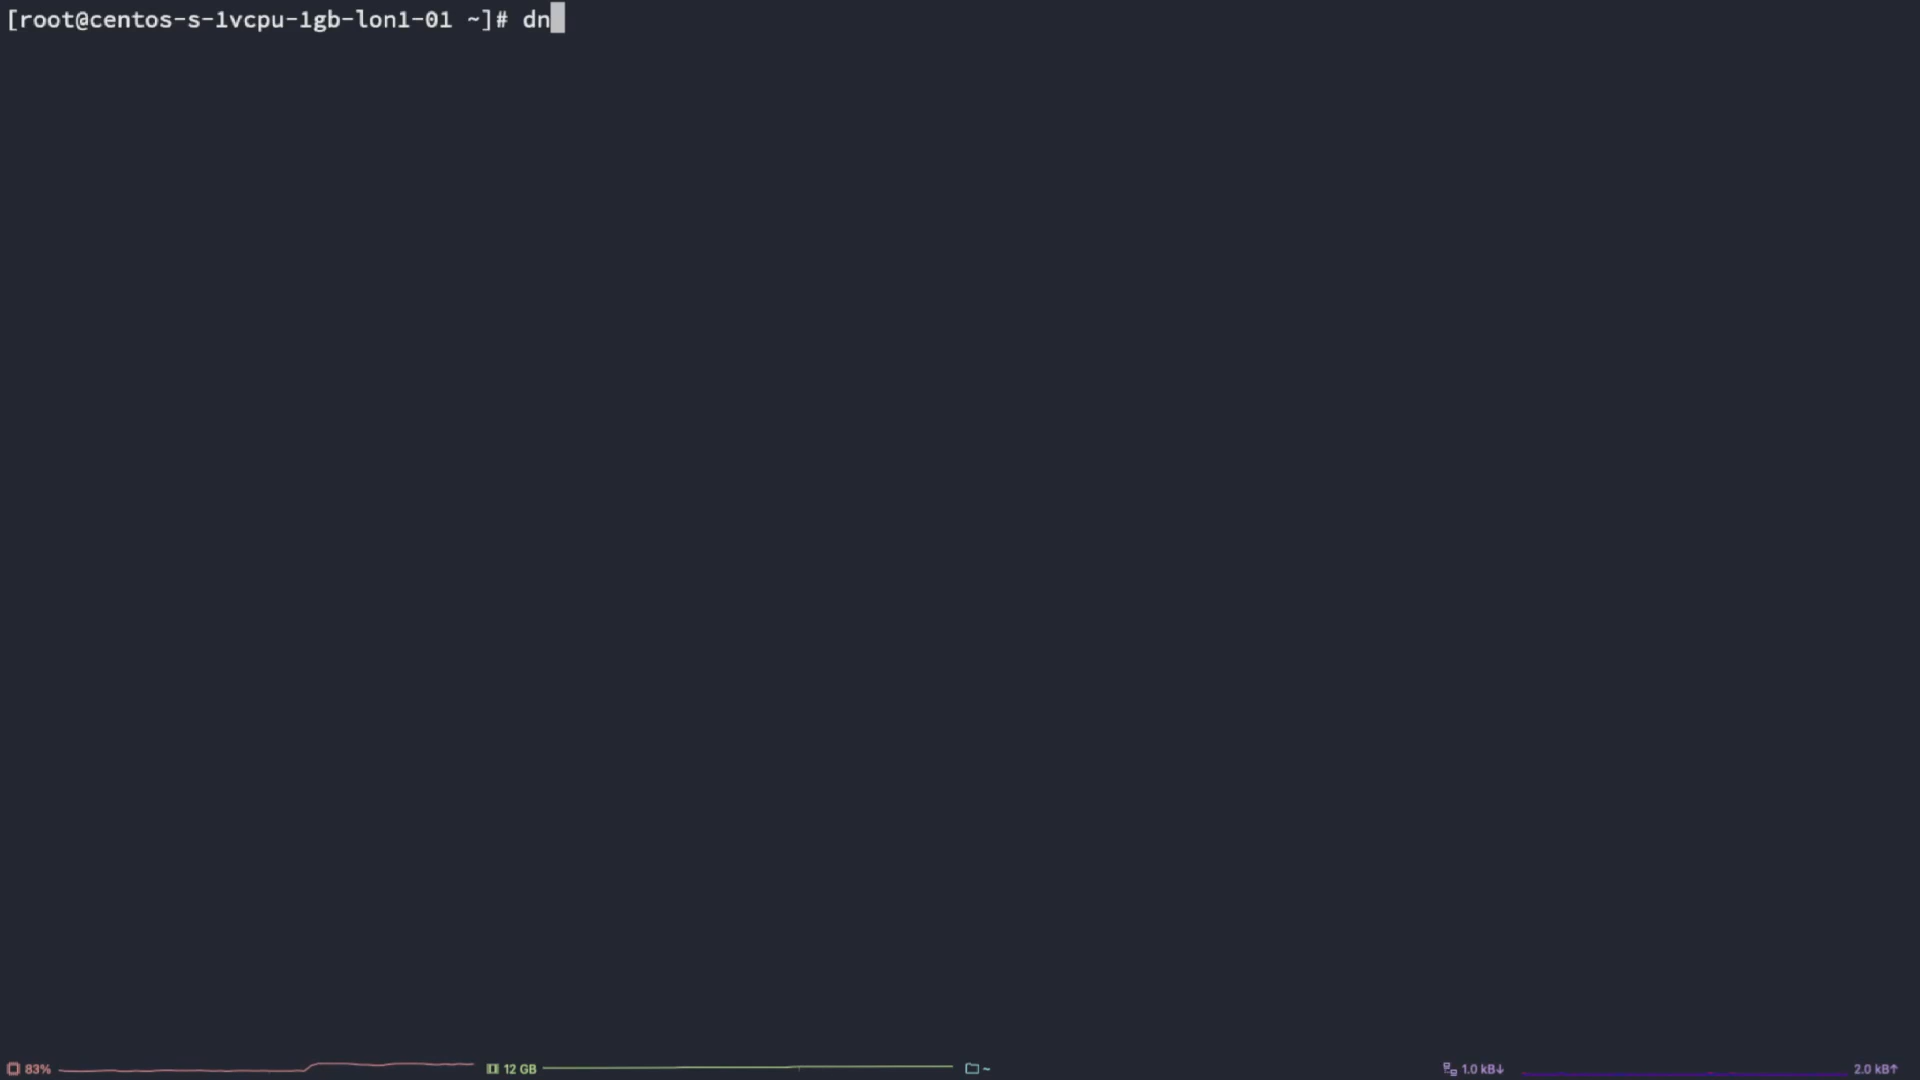 [root@centos-s-1vcpu-1gb-lon1-01 ~]# dn
83% 12 GB ~ 1.0 kB↓ 2.0 kB↑